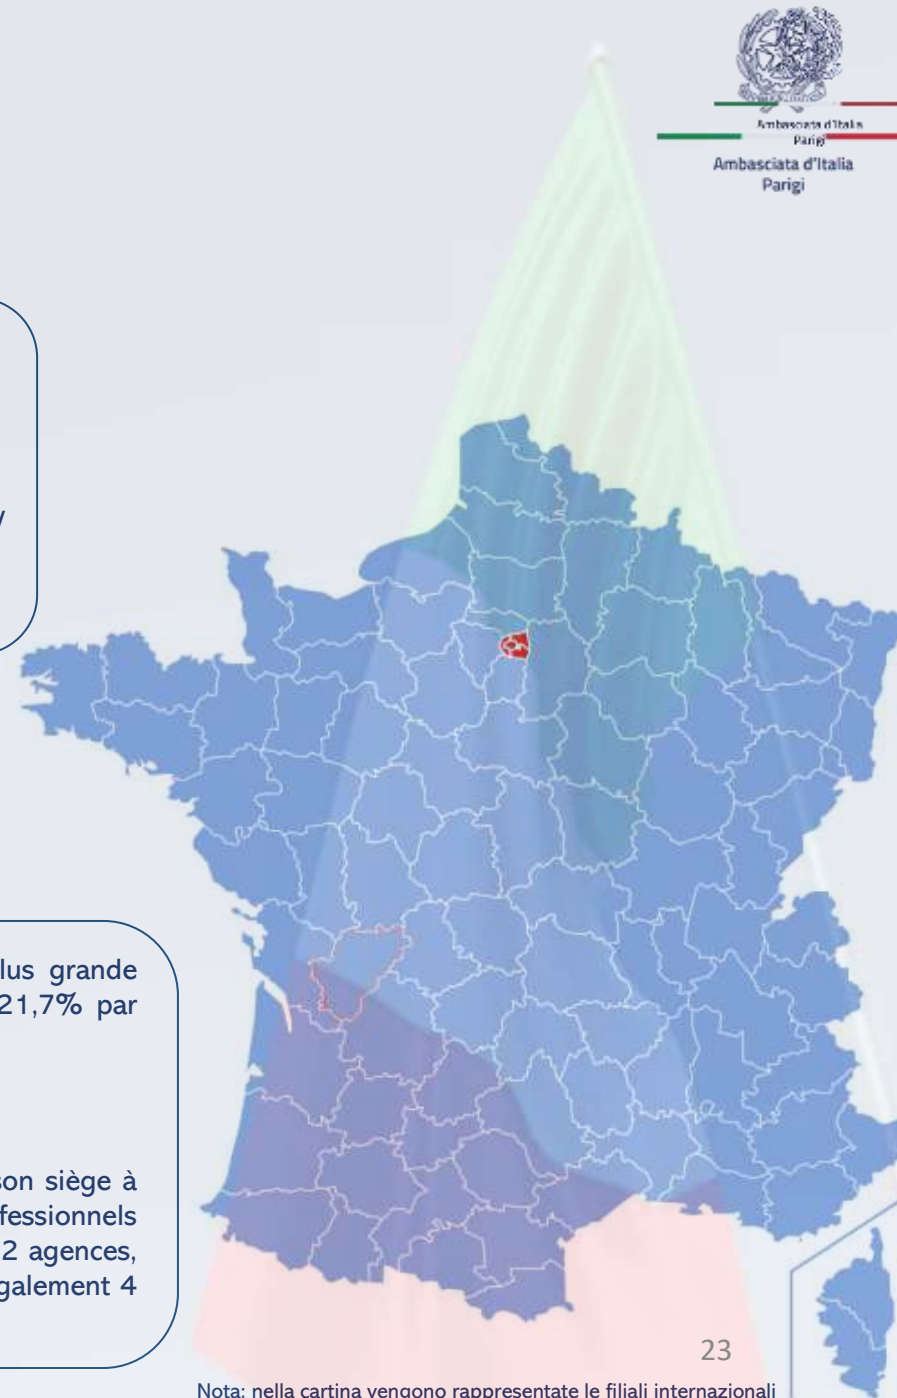 Ambasciata d'Italia
Parigi
Ambasciata d'Italia
Parigi
/
lus grande
21,7% par
son siège à
fessionnels
2 agences,
galement 4
23
Nota: nella cartina vengono rappresentate le filiali internazionali